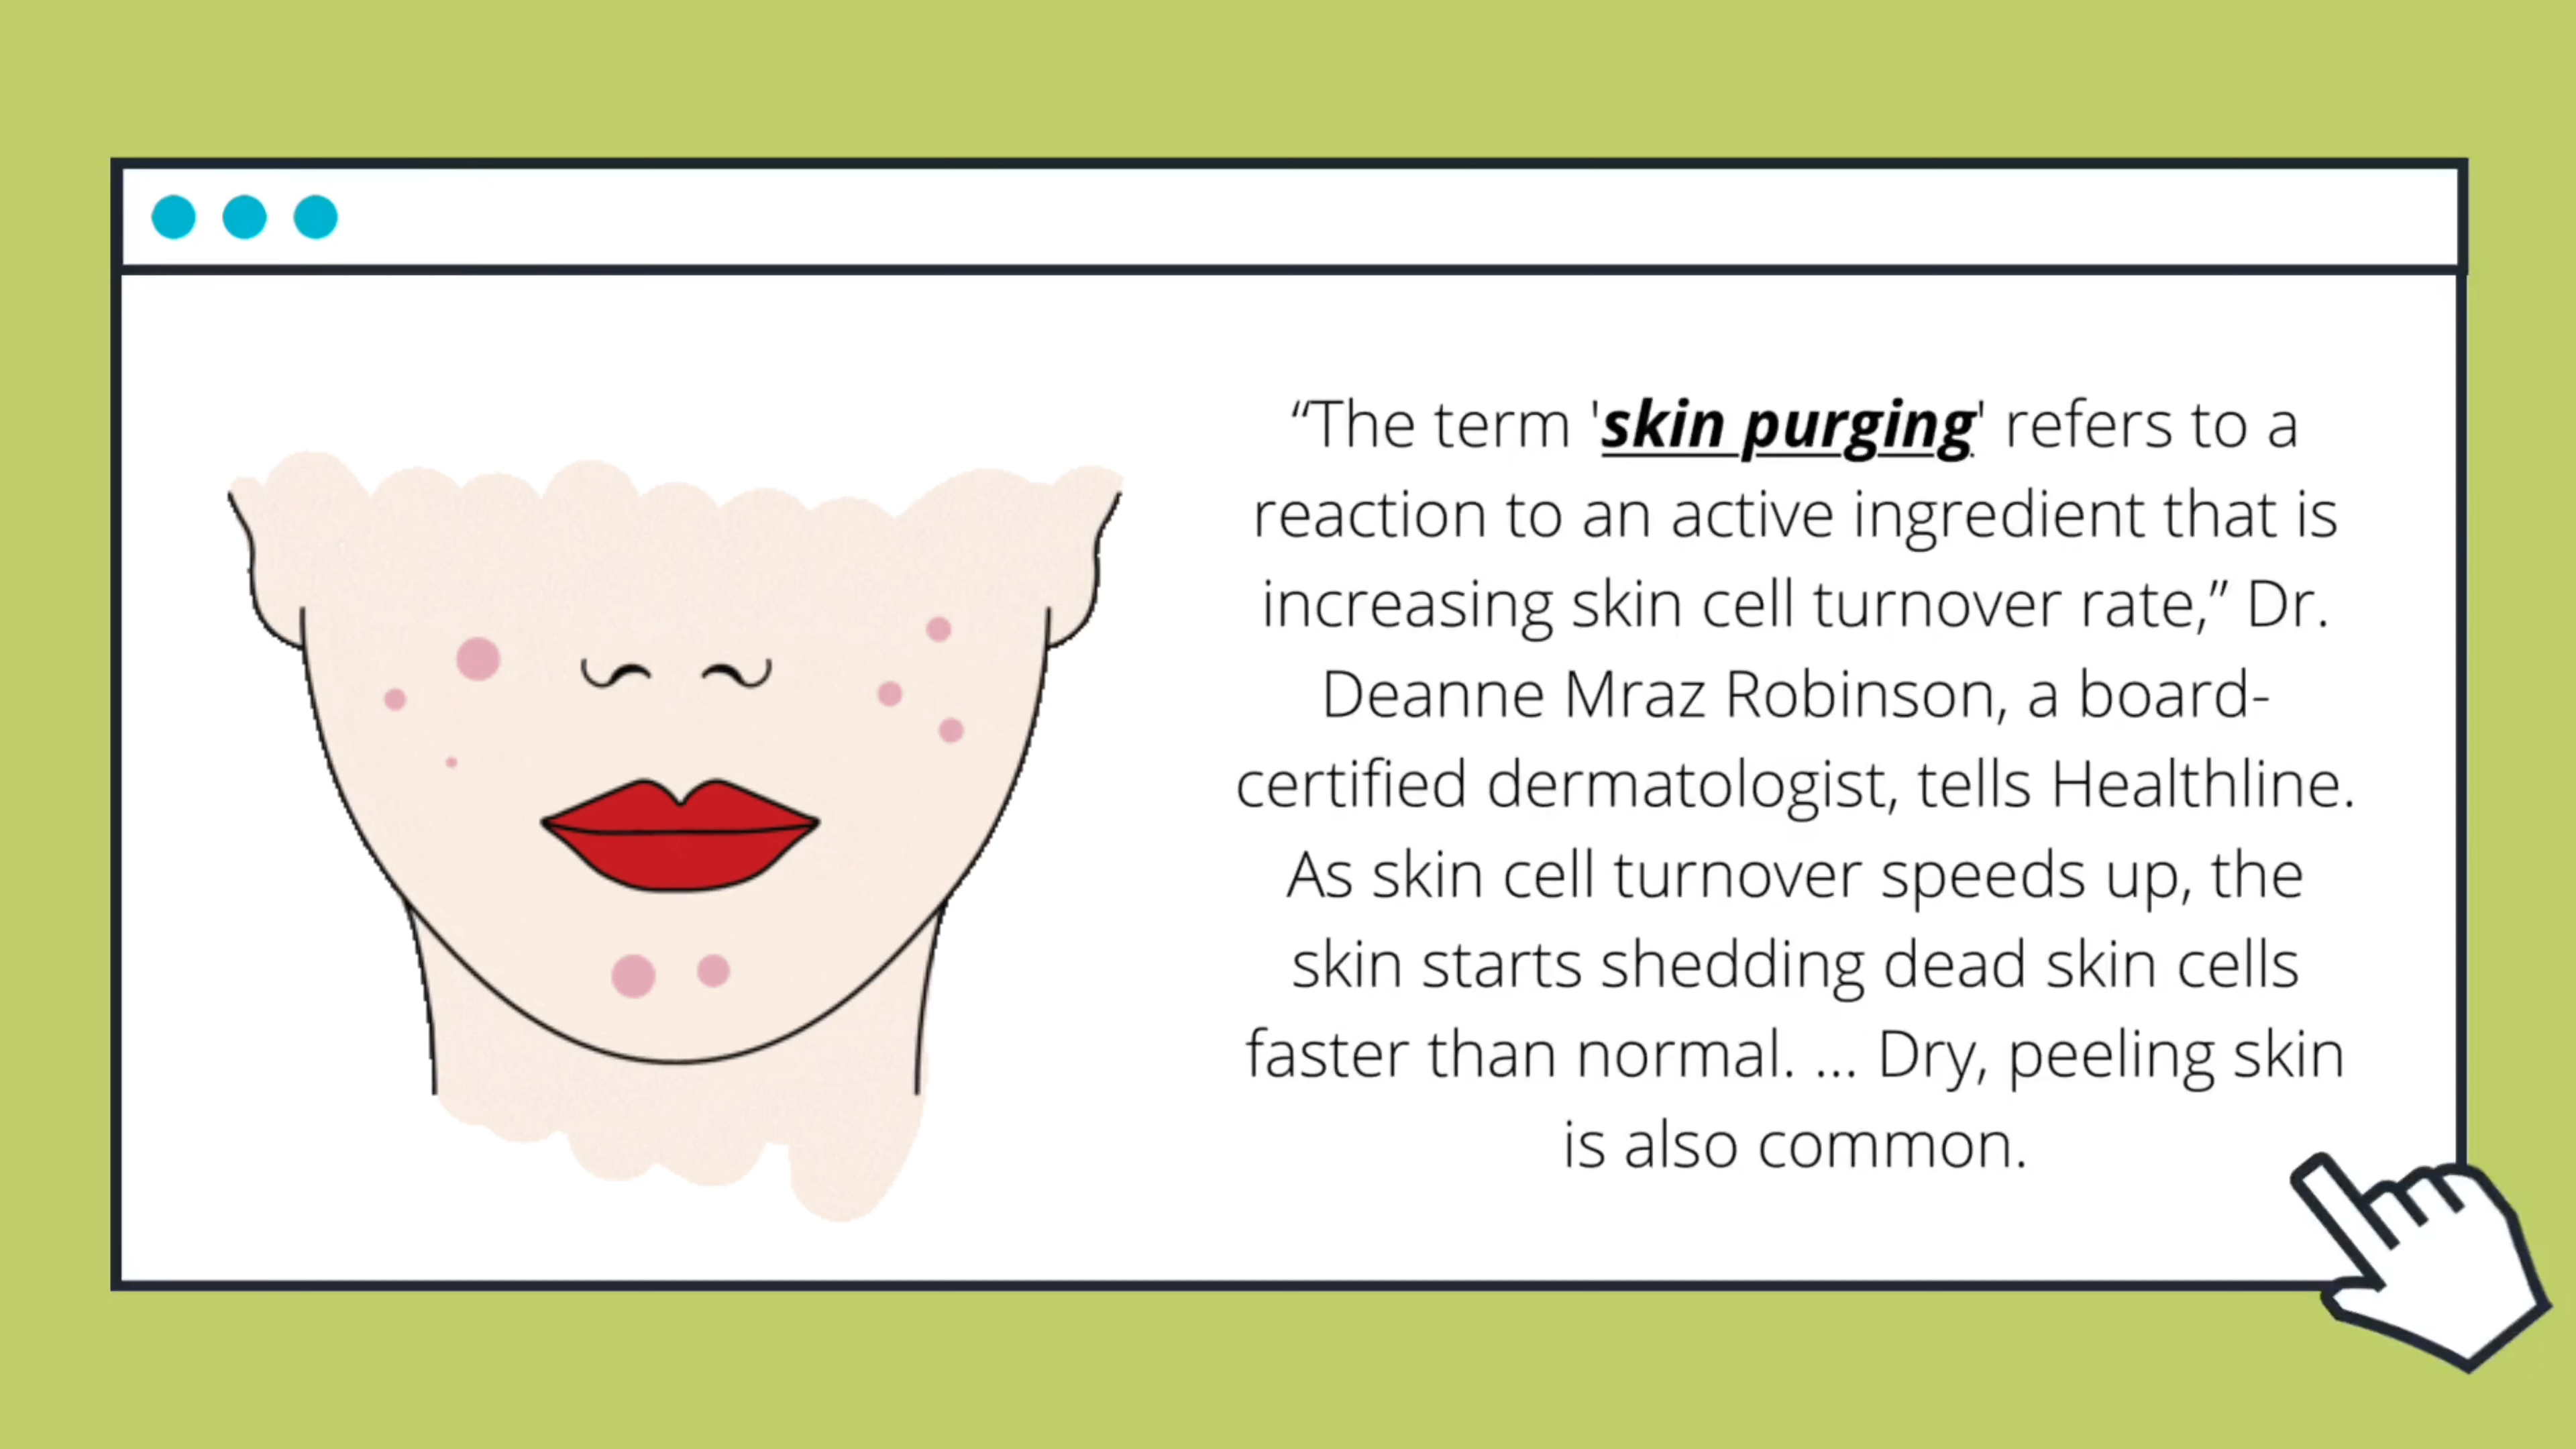 “The term 'skin purging' refers to a
reaction to an active ingredient that is
increasing skin cell turnover rate,” Dr.
Deanne Mraz Robinson, a board-
certified dermatologist, tells Healthline.
As skin cell turnover speeds up, the
skin starts shedding dead skin cells
faster than normal. ... Dry, peeling skin
is also common.